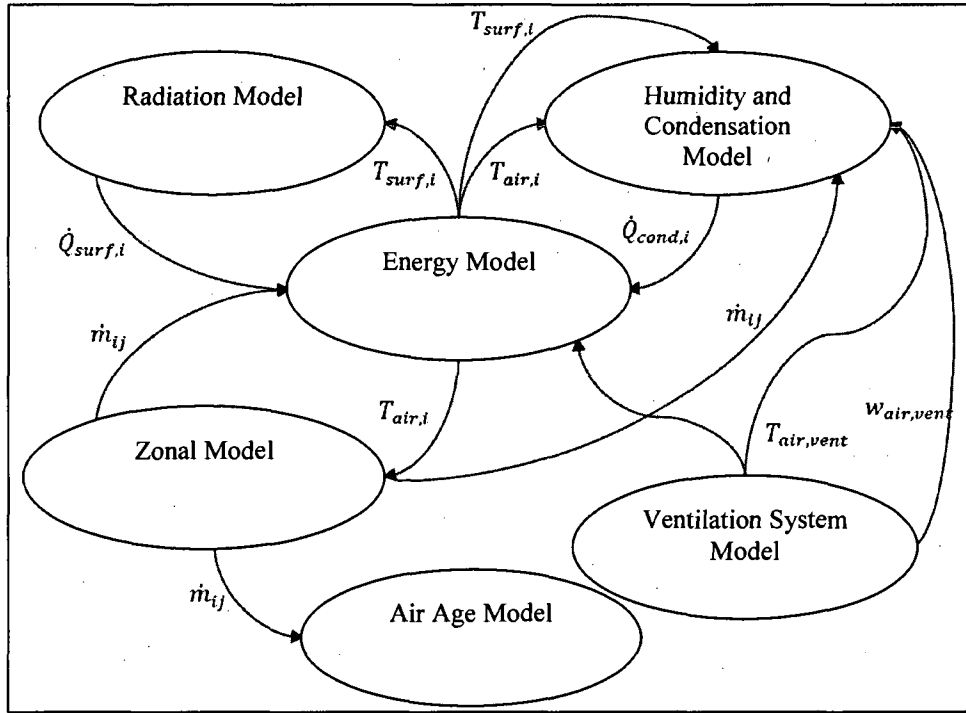 T_{surf,i}
Radiation Model
Humidity and
Condensation
Model
T_{surf,i}
T_{air,i}
Q̇_{surf,i}
Q̇_{cond,i}
Energy Model
ṁ_{ij}
ṁ_{ij}
T_{air,i}
w_{air,vent}
T_{air,vent}
Zonal Model
Ventilation System
Model
ṁ_{ij}
Air Age Model